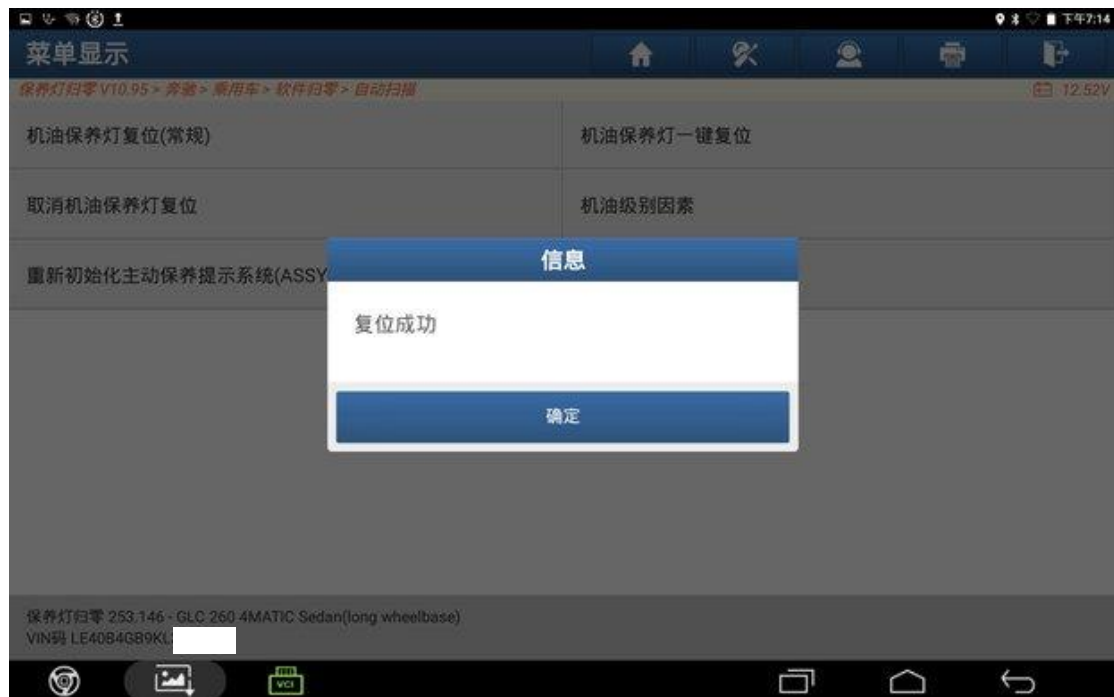 下午7:14
菜单显示
保养灯归零 V10.95 > 奔驰 > 乘用车 > 软件归零 > 自动扫描
12.52V
机油保养灯复位(常规)
机油保养灯一键复位
取消机油保养灯复位
机油级别因素
重新初始化主动保养提示系统(ASSY
信息
复位成功
确定
保养灯归零 253.146 - GLC 260 4MATIC Sedan(long wheelbase)
VIN码 LE40B4GB9KL
VCI